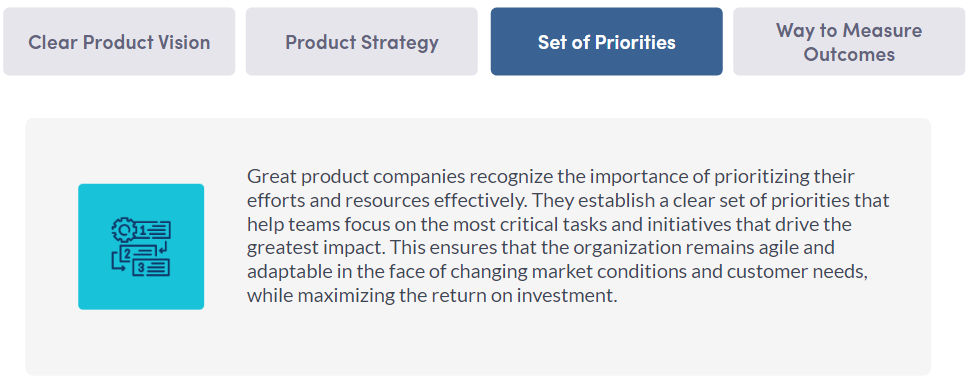 Clear Product Vision
Product Strategy
Set of Priorities
Way to Measure
Outcomes
Great product companies recognize the importance of prioritizing their
efforts and resources effectively. They establish a clear set of priorities that
help teams focus on the most critical tasks and initiatives that drive the
greatest impact. This ensures that the organization remains agile and
adaptable in the face of changing market conditions and customer needs,
while maximizing the return on investment.
1
2
3